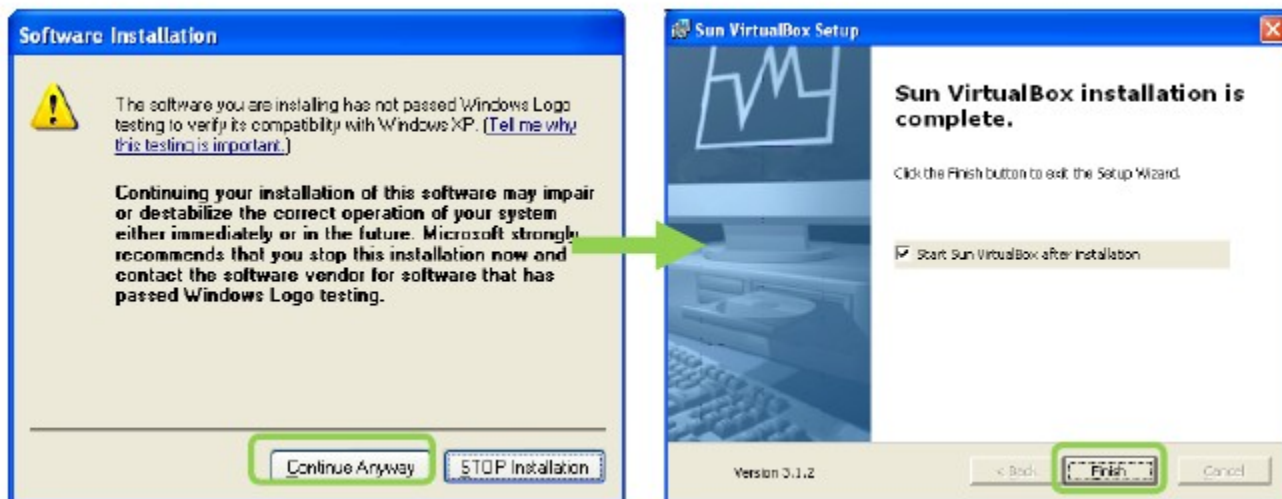 Software Installation
The software you are installing has not passed Windows Logo
testing to verify its compatibility with Windows XP. (Tell me why
this testing is important.)
Continuing your installation of this software may impair
or destabilize the correct operation of your system
either immediately or in the future. Microsoft strongly
recommends that you stop this installation now and
contact the software vendor for software that has
passed Windows Logo testing.
Continue Anyway
STOP Installation
Sun VirtualBox Setup
Sun VirtualBox installation is
complete.
Click the Finish button to exit the Setup Wizard.
Start Sun VirtualBox after installation
Version 3.1.2
< Back
Finish
Cancel